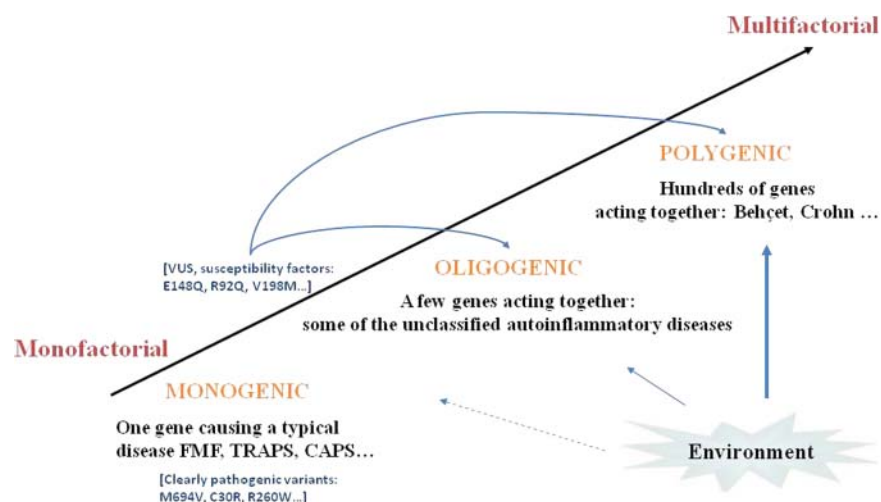 Multifactorial
POLYGENIC
Hundreds of genes
acting together: Behçet, Crohn ...
[VUS, susceptibility factors:
E148Q, R92Q, V198M...]
OLIGOGENIC
A few genes acting together:
some of the unclassified autoinflammatory diseases
Monofactorial
MONOGENIC
One gene causing a typical
disease FMF, TRAPS, CAPS...
[Clearly pathogenic variants:
M694V, C30R, R260W...]
Environment